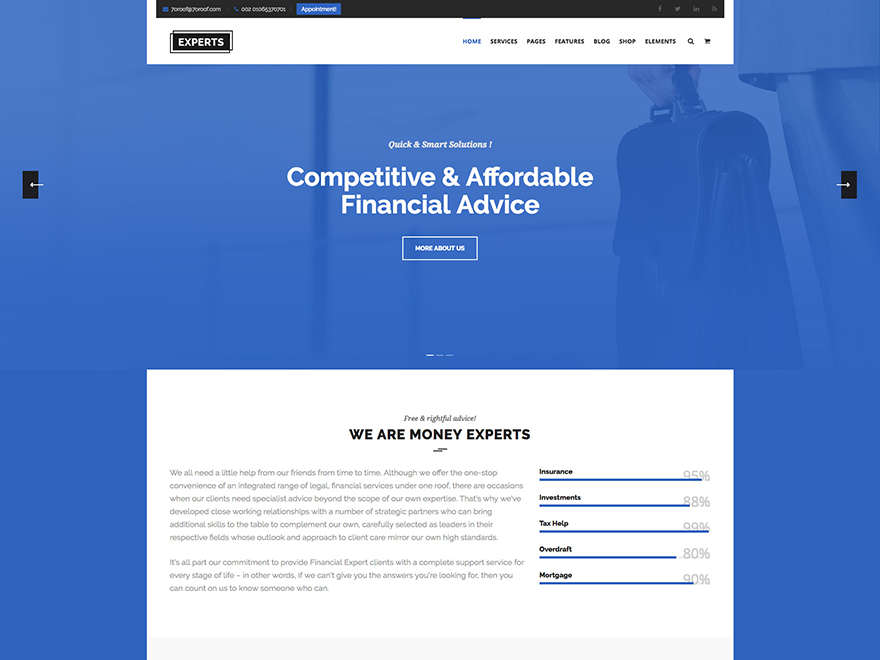 7oroof@7oroof.com 002 01065370701 Appointment!
EXPERTS
HOME SERVICES PAGES FEATURES BLOG SHOP ELEMENTS
Quick & Smart Solutions !
Competitive & Affordable
Financial Advice
MORE ABOUT US
Free & rightful advice!
WE ARE MONEY EXPERTS
We all need a little help from our friends from time to time. Although we offer the one-stop
convenience of an integrated range of legal, financial services under one roof, there are occasions
when our clients need specialist advice beyond the scope of our own expertise. That's why we've
developed close working relationships with a number of strategic partners who can bring
additional skills to the table to complement our own, carefully selected as leaders in their
respective fields whose outlook and approach to client care mirror our own high standards.
It's all part our commitment to provide Financial Expert clients with a complete support service for
every stage of life – in other words, if we can't give you the answers you're looking for, then you
can count on us to know someone who can.
Insurance 95%
Investments 88%
Tax Help 99%
Overdraft 80%
Mortgage 90%